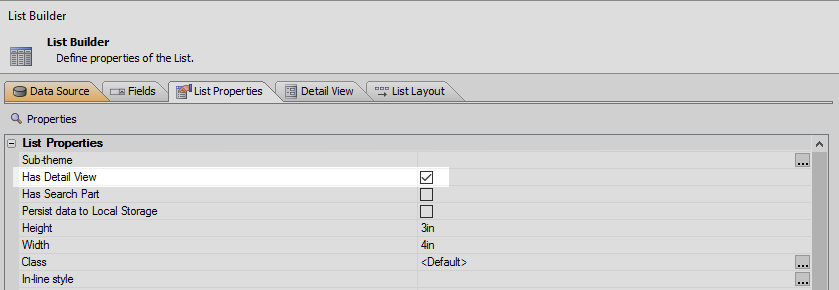 List Builder
List Builder
Define properties of the List.
Data Source Fields List Properties Detail View List Layout
Properties
List Properties
Sub-theme ...
Has Detail View
Has Search Part
Persist data to Local Storage
Height 3in
Width 4in
Class <Default> ...
In-line style ...